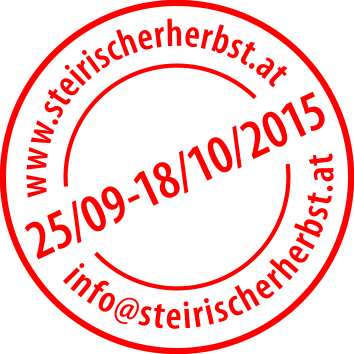 www.steirischerherbst.at
25/09-18/10/2015
info@steirischerherbst.at